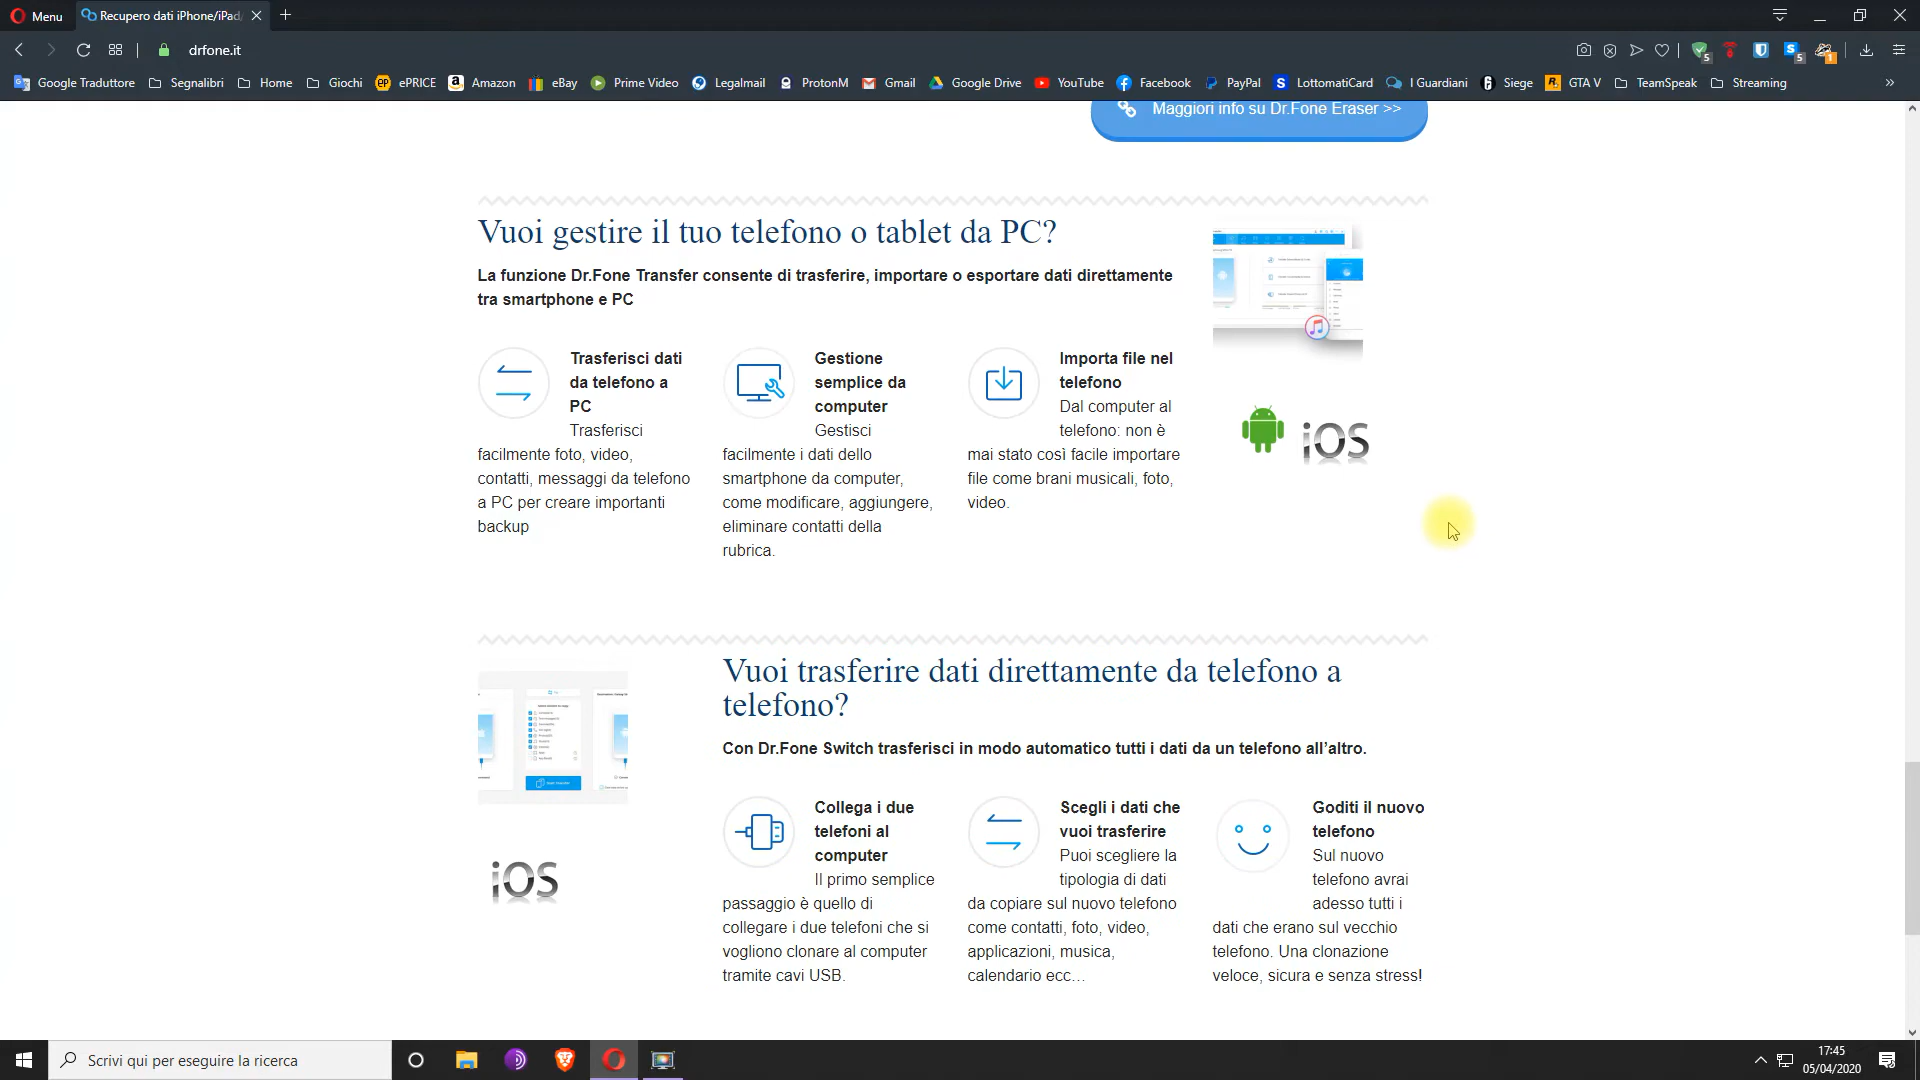 Menu
Recupero dati iPhone/iPad
drfone.it
Google Traduttore
Segnalibri
Home
Giochi
ePRICE
Amazon
eBay
Prime Video
Legalmail
ProtonM
Gmail
Google Drive
YouTube
Facebook
PayPal
LottomatiCard
I Guardiani
Siege
GTA V
TeamSpeak
Streaming
Maggiori info su Dr.Fone Eraser >>
Vuoi gestire il tuo telefono o tablet da PC?
La funzione Dr.Fone Transfer consente di trasferire, importare o esportare dati direttamente
tra smartphone e PC
Trasferisci dati
da telefono a
PC
Trasferisci
facilmente foto, video,
contatti, messaggi da telefono
a PC per creare importanti
backup
Gestione
semplice da
computer
Gestisci
facilmente i dati dello
smartphone da computer,
come modificare, aggiungere,
eliminare contatti della
rubrica.
Importa file nel
telefono
Dal computer al
telefono: non è
mai stato così facile importare
file come brani musicali, foto,
video.
iOS
Vuoi trasferire dati direttamente da telefono a
telefono?
Con Dr.Fone Switch trasferisci in modo automatico tutti i dati da un telefono all’altro.
iOS
Collega i due
telefoni al
computer
Il primo semplice
passaggio è quello di
collegare i due telefoni che si
vogliono clonare al computer
tramite cavi USB.
Scegli i dati che
vuoi trasferire
Puoi scegliere la
tipologia di dati
da copiare sul nuovo telefono
come contatti, foto, video,
applicazioni, musica,
calendario ecc…
Goditi il nuovo
telefono
Sul nuovo
telefono avrai
adesso tutti i
dati che erano sul vecchio
telefono. Una clonazione
veloce, sicura e senza stress!
Scrivi qui per eseguire la ricerca
17:45
05/04/2020